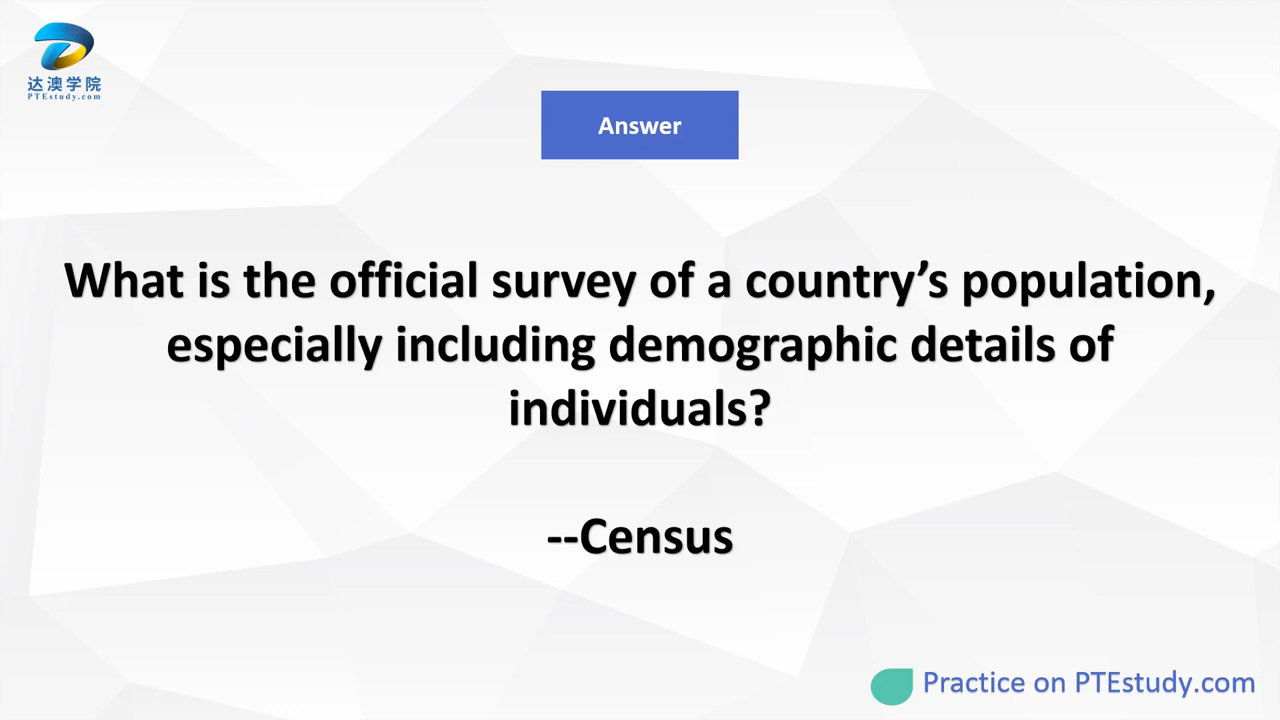 达澳学院
PTEstudy.com
Answer
What is the official survey of a country’s population,
especially including demographic details of
individuals?
--Census
Practice on PTEstudy.com